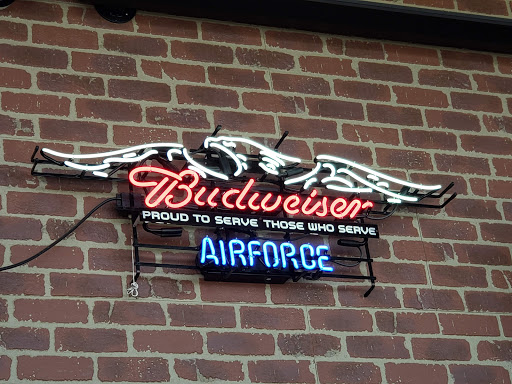 Budweiser
PROUD TO SERVE THOSE WHO SERVE
AIRFORCE